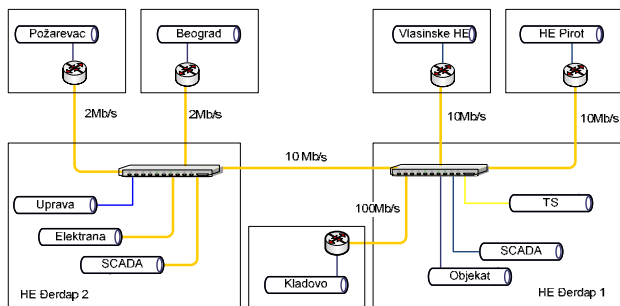 Požarevac
Beograd
Vlasinske HE
HE Pirot
2Mb/s
2Mb/s
10Mb/s
10Mb/s
10 Mb/s
100Mb/s
Uprava
Elektrana
SCADA
TS
SCADA
Objekat
Kladovo
HE Đerdap 2
HE Đerdap 1